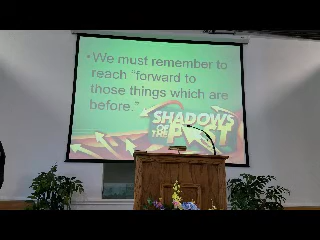 •We must remember to
reach "forward to
those things which are
before."
SHADOWS
OF THE PAST